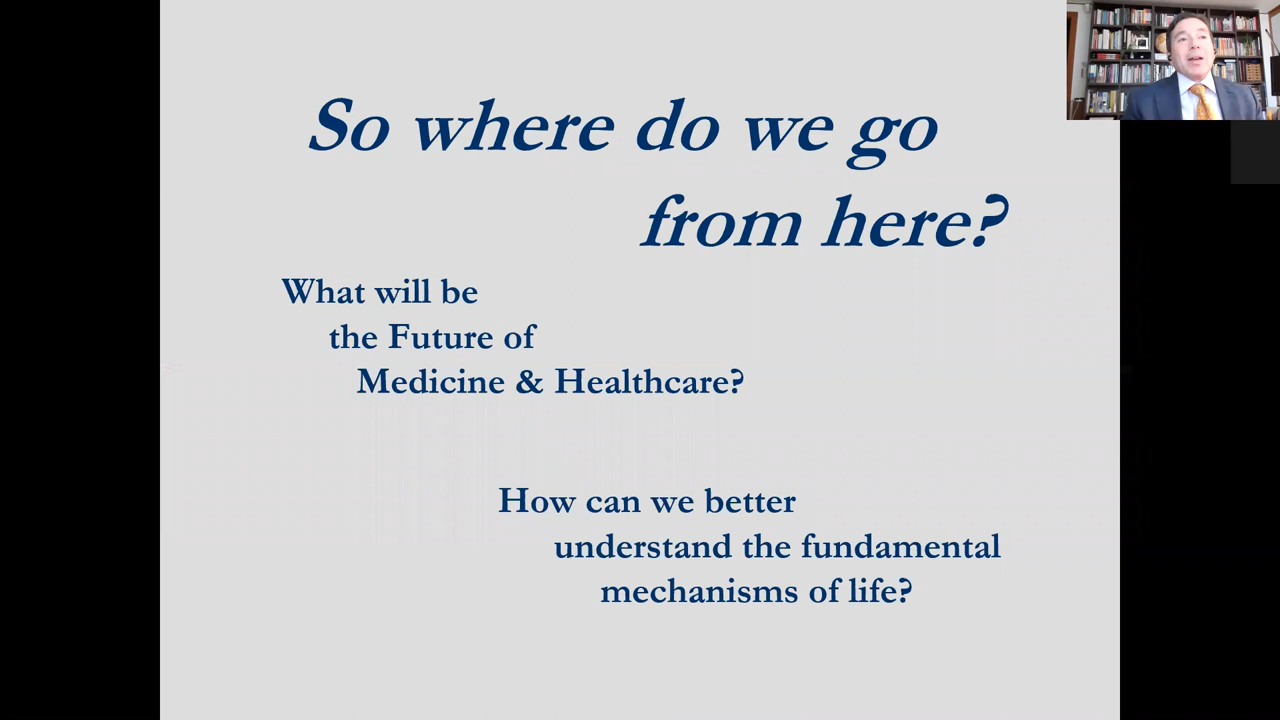 So where do we go
from here?
What will be
the Future of
Medicine & Healthcare?
How can we better
understand the fundamental
mechanisms of life?